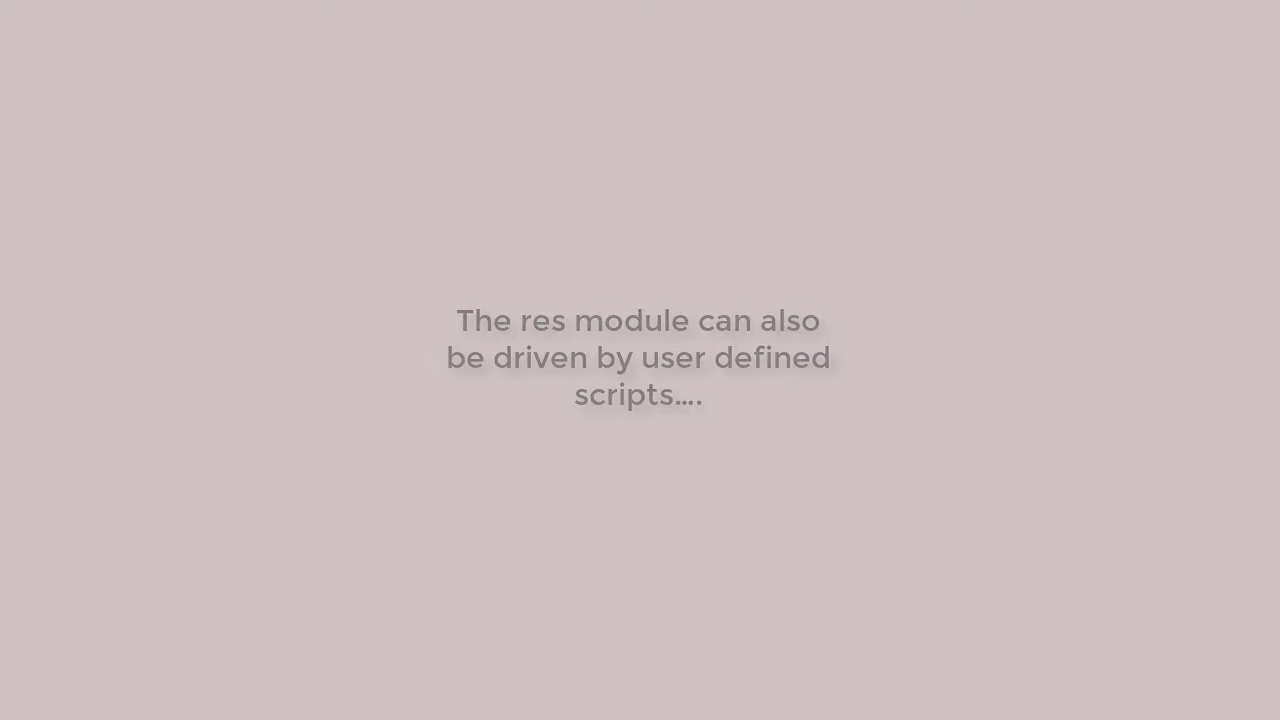 The res module can also
be driven by user defined
scripts....